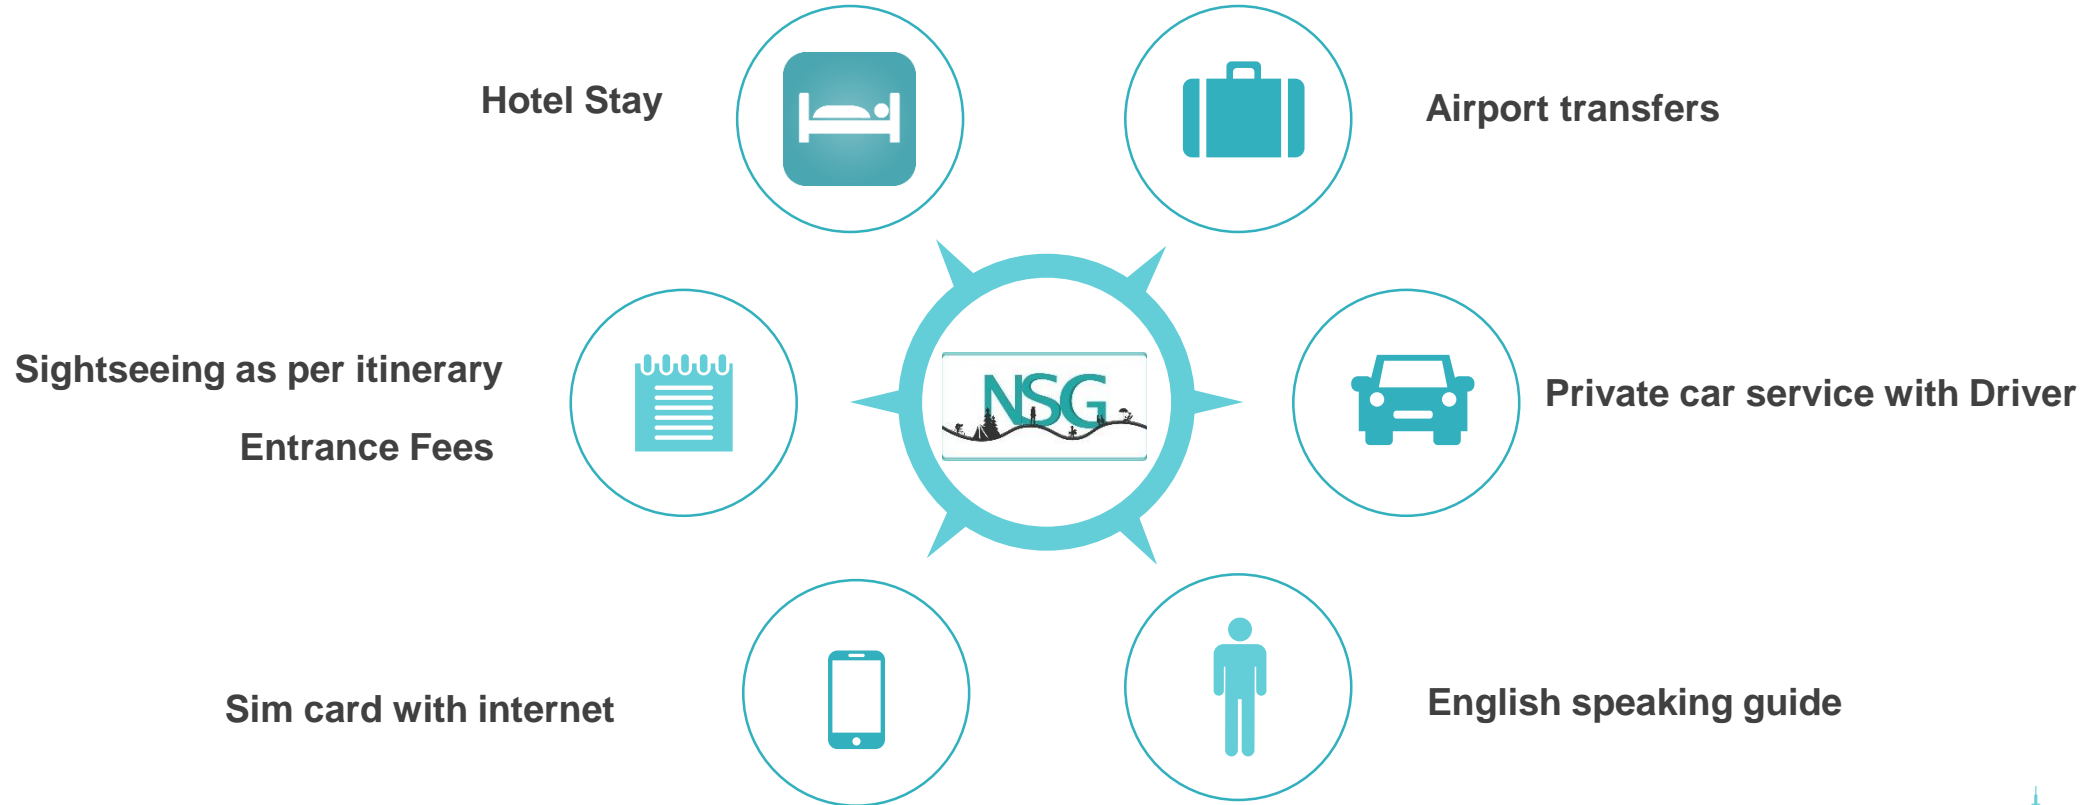 Hotel Stay
Airport transfers
Sightseeing as per itinerary
Entrance Fees
NSG
Private car service with Driver
Sim card with internet
English speaking guide